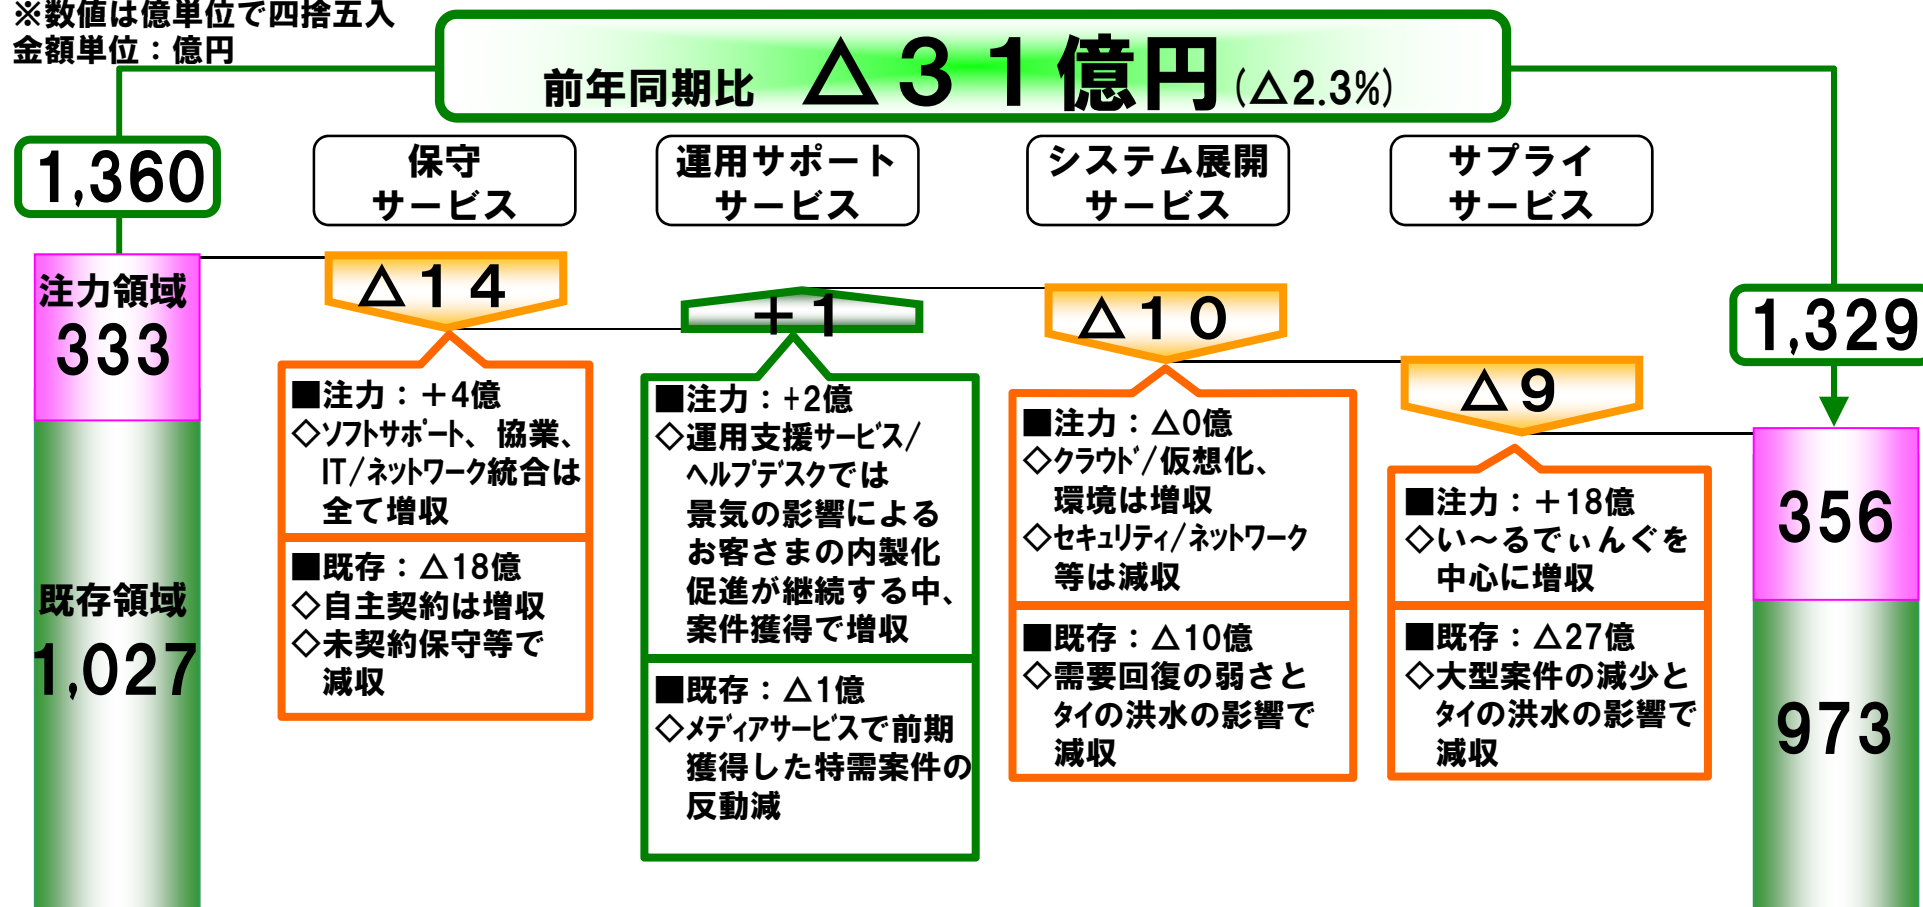 ※数値は億単位で四捨五入
金額単位：億円
前年同期比 △３１億円(△2.3%)
1,360
保守
サービス
運用サポート
サービス
システム展開
サービス
サプライ
サービス
1,329
注力領域
333
既存領域
1,027
△１４
■注力：＋4億
◇ソフトサポート、協業、
IT/ネットワーク統合は
全て増収
■既存：△18億
◇自主契約は増収
◇未契約保守等で
減収
＋１
■注力：+2億
◇運用支援サービス/
ヘルプデスクでは
景気の影響による
お客さまの内製化
促進が継続する中、
案件獲得で増収
■既存：△1億
◇メディアサービスで前期
獲得した特需案件の
反動減
△１０
■注力：△0億
◇クラウド/仮想化、
環境は増収
◇セキュリティ/ネットワーク
等は減収
■既存：△10億
◇需要回復の弱さと
タイの洪水の影響で
減収
△９
■注力：＋18億
◇い～るでぃんぐを
中心に増収
■既存：△27億
◇大型案件の減少と
タイの洪水の影響で
減収
356
973